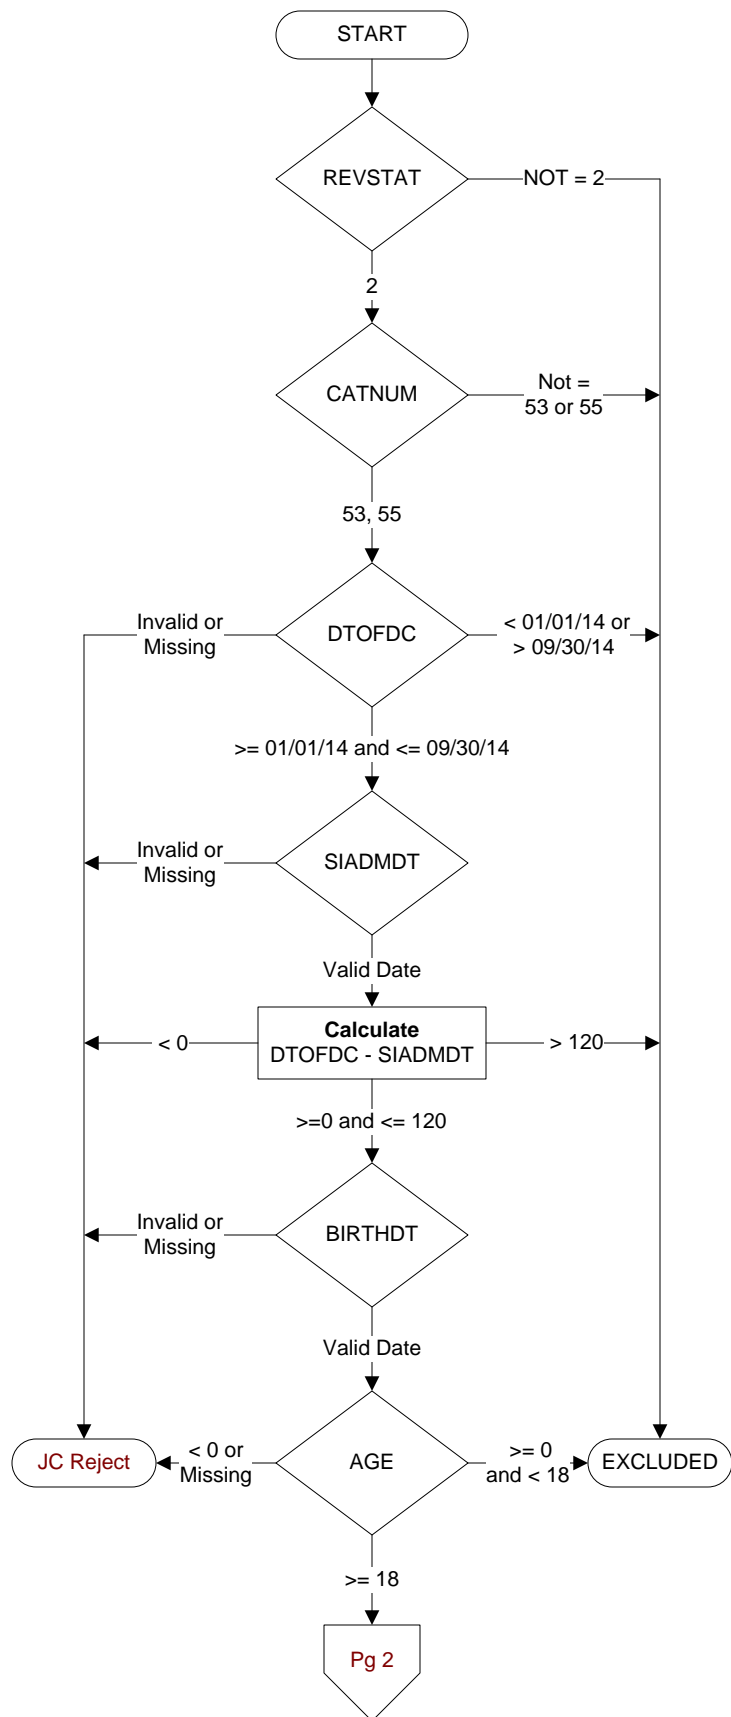 START
REVSTAT
NOT = 2
2
CATNUM
Not =
53 or 55
53, 55
Invalid or
Missing
DTOFDC
< 01/01/14 or
> 09/30/14
>= 01/01/14 and <= 09/30/14
Invalid or
Missing
SIADMDT
Valid Date
< 0
Calculate
DTOFDC - SIADMDT
> 120
>=0 and <= 120
Invalid or
Missing
BIRTHDT
Valid Date
JC Reject
< 0 or
Missing
AGE
>= 0
and < 18
EXCLUDED
>= 18
Pg 2